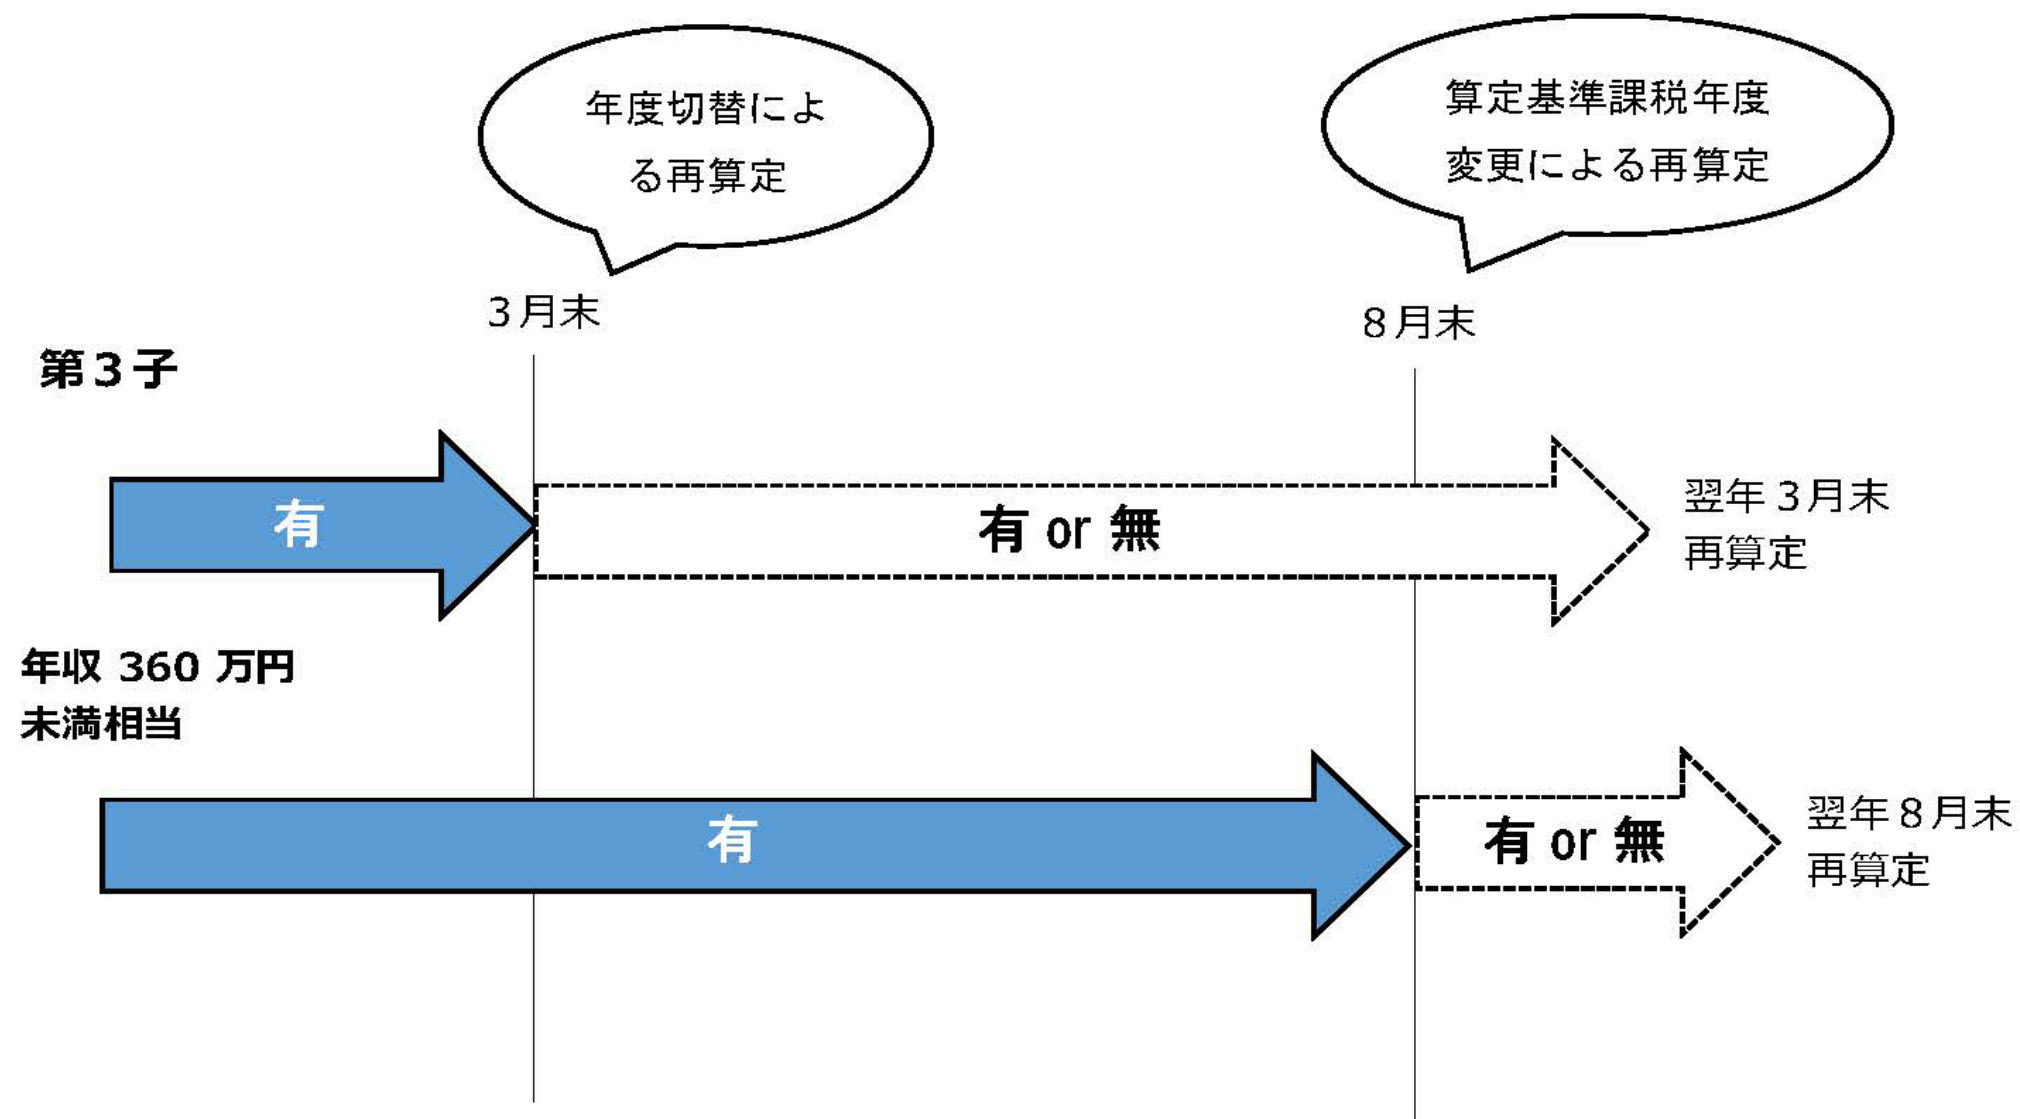 年度切替によ
る再算定
算定基準課税年度
変更による再算定
3月末
8月末
第3子
有
有 or 無
翌年3月末
再算定
年収 360 万円
未満相当
有
有 or 無
翌年8月末
再算定